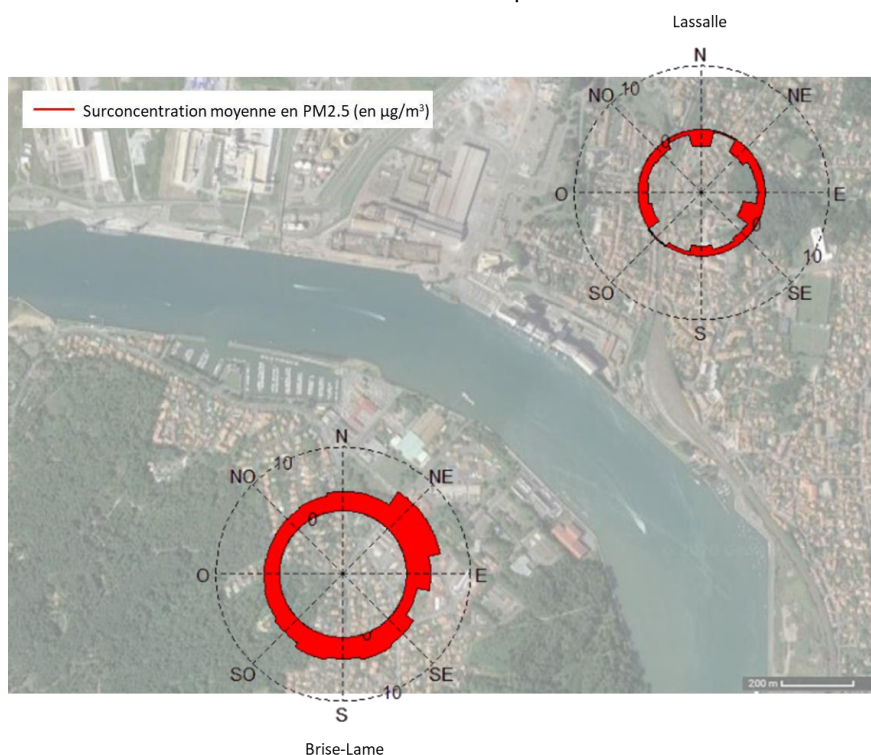 Lassalle
N
NO
10
NE
Surconcentration moyenne en PM2.5 (en µg/m³)
0
O
E
0
10
SO
SE
S
N
NO
10
NE
0
O
E
0
SO
SE
200 m
10
S
Brise-Lame